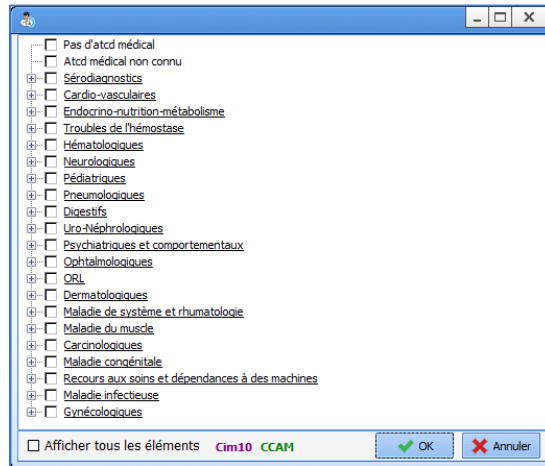 Pas d'atcd médical
Atcd médical non connu
Sérodiagnostics
Cardio-vasculaires
Endocrino-nutrition-métabolisme
Troubles de l'hémostase
Hématologiques
Neurologiques
Pédiatriques
Pneumologiques
Digestifs
Uro-Néphrologiques
Psychiatriques et comportementaux
Ophtalmologiques
ORL
Dermatologiques
Maladie de système et rhumatologie
Maladie du muscle
Carcinologiques
Maladie congénitale
Recours aux soins et dépendances à des machines
Maladie infectieuse
Gynécologiques
Afficher tous les éléments Cim10 CCAM OK Annuler